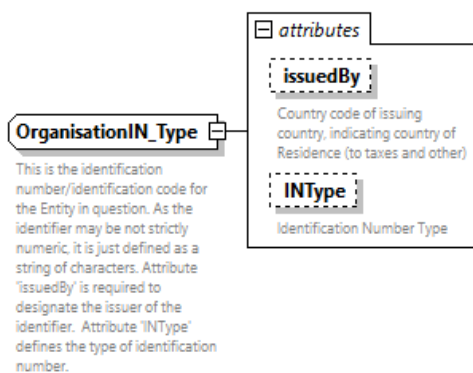 attributes
issuedBy
Country code of issuing
country, indicating country of
Residence (to taxes and other)
OrganisationIN_Type
This is the identification
number/identification code for
the Entity in question. As the
identifier may be not strictly
numeric, it is just defined as a
string of characters. Attribute
'issuedBy' is required to
designate the issuer of the
identifier.  Attribute 'INType'
defines the type of identification
number.
INType
Identification Number Type